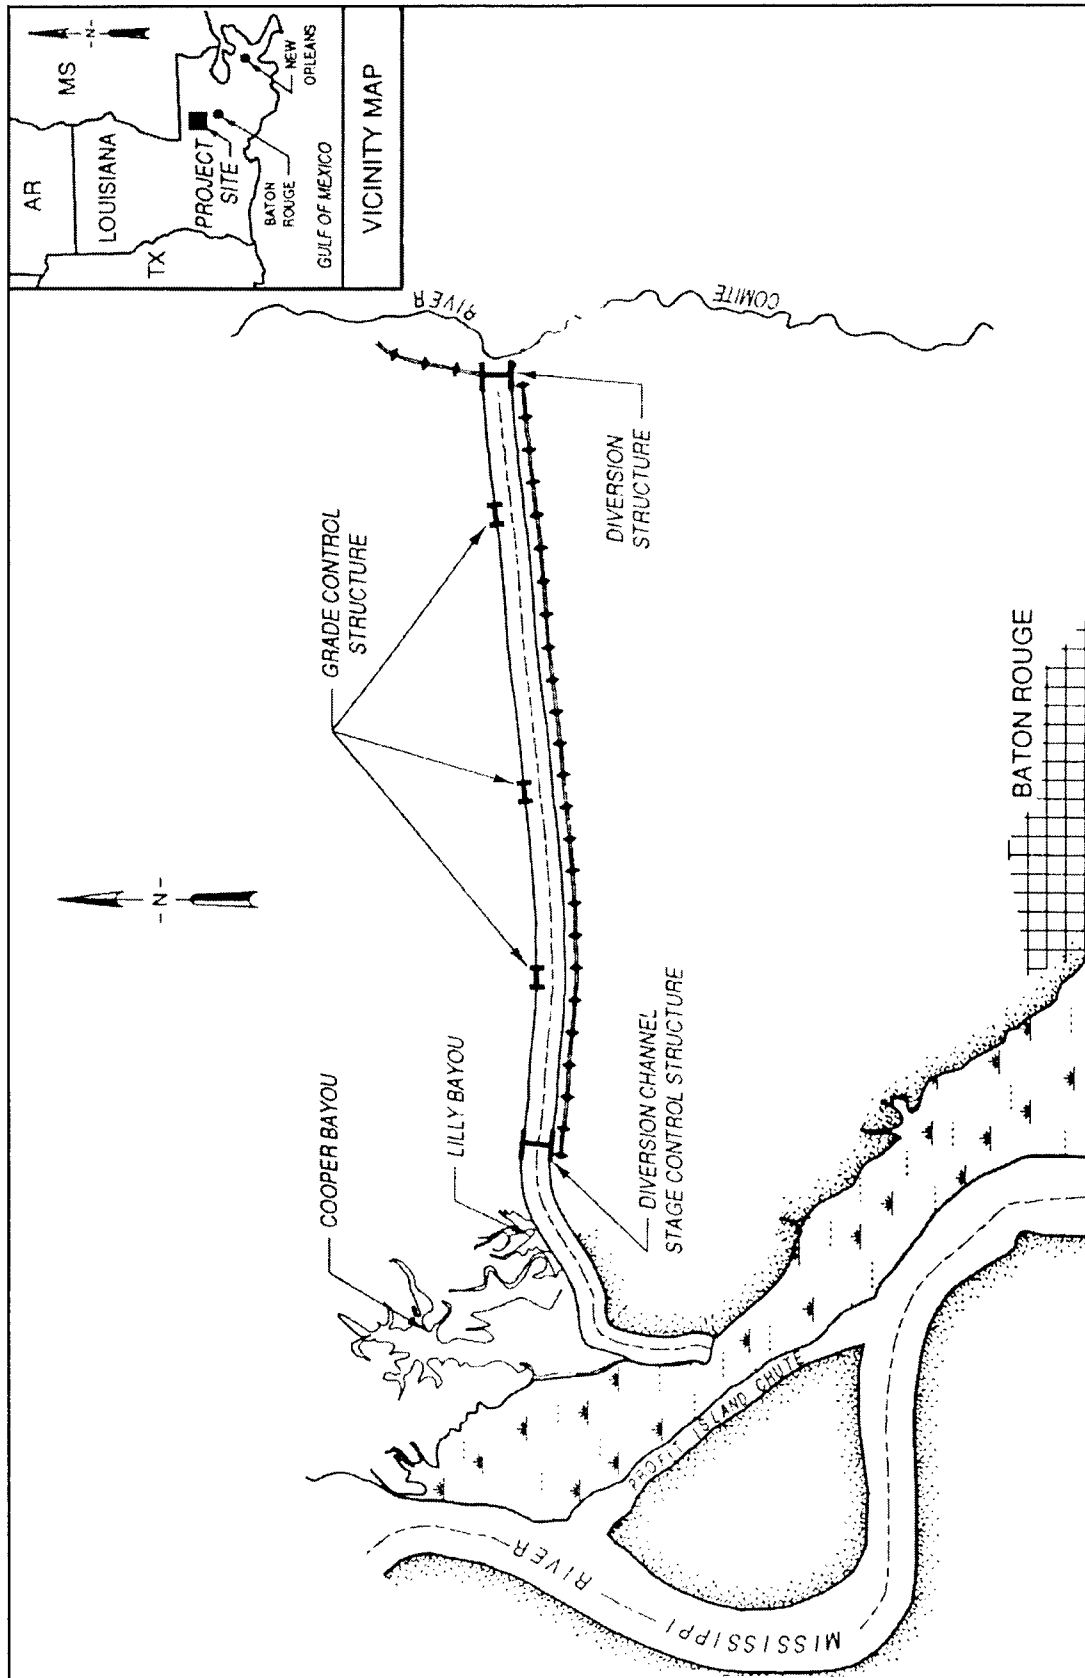 -N-
MS
AR
LOUISIANA
TX
PROJECT
SITE
BATON
ROUGE
NEW
ORLEANS
GULF OF MEXICO
VICINITY MAP
-N-
COOPER BAYOU
LILLY BAYOU
GRADE CONTROL
STRUCTURE
RIVER
COMITE
DIVERSION
STRUCTURE
DIVERSION CHANNEL
STAGE CONTROL STRUCTURE
PROFIT ISLAND CHUTE
MISSISSIPPI
RIVER
BATON ROUGE